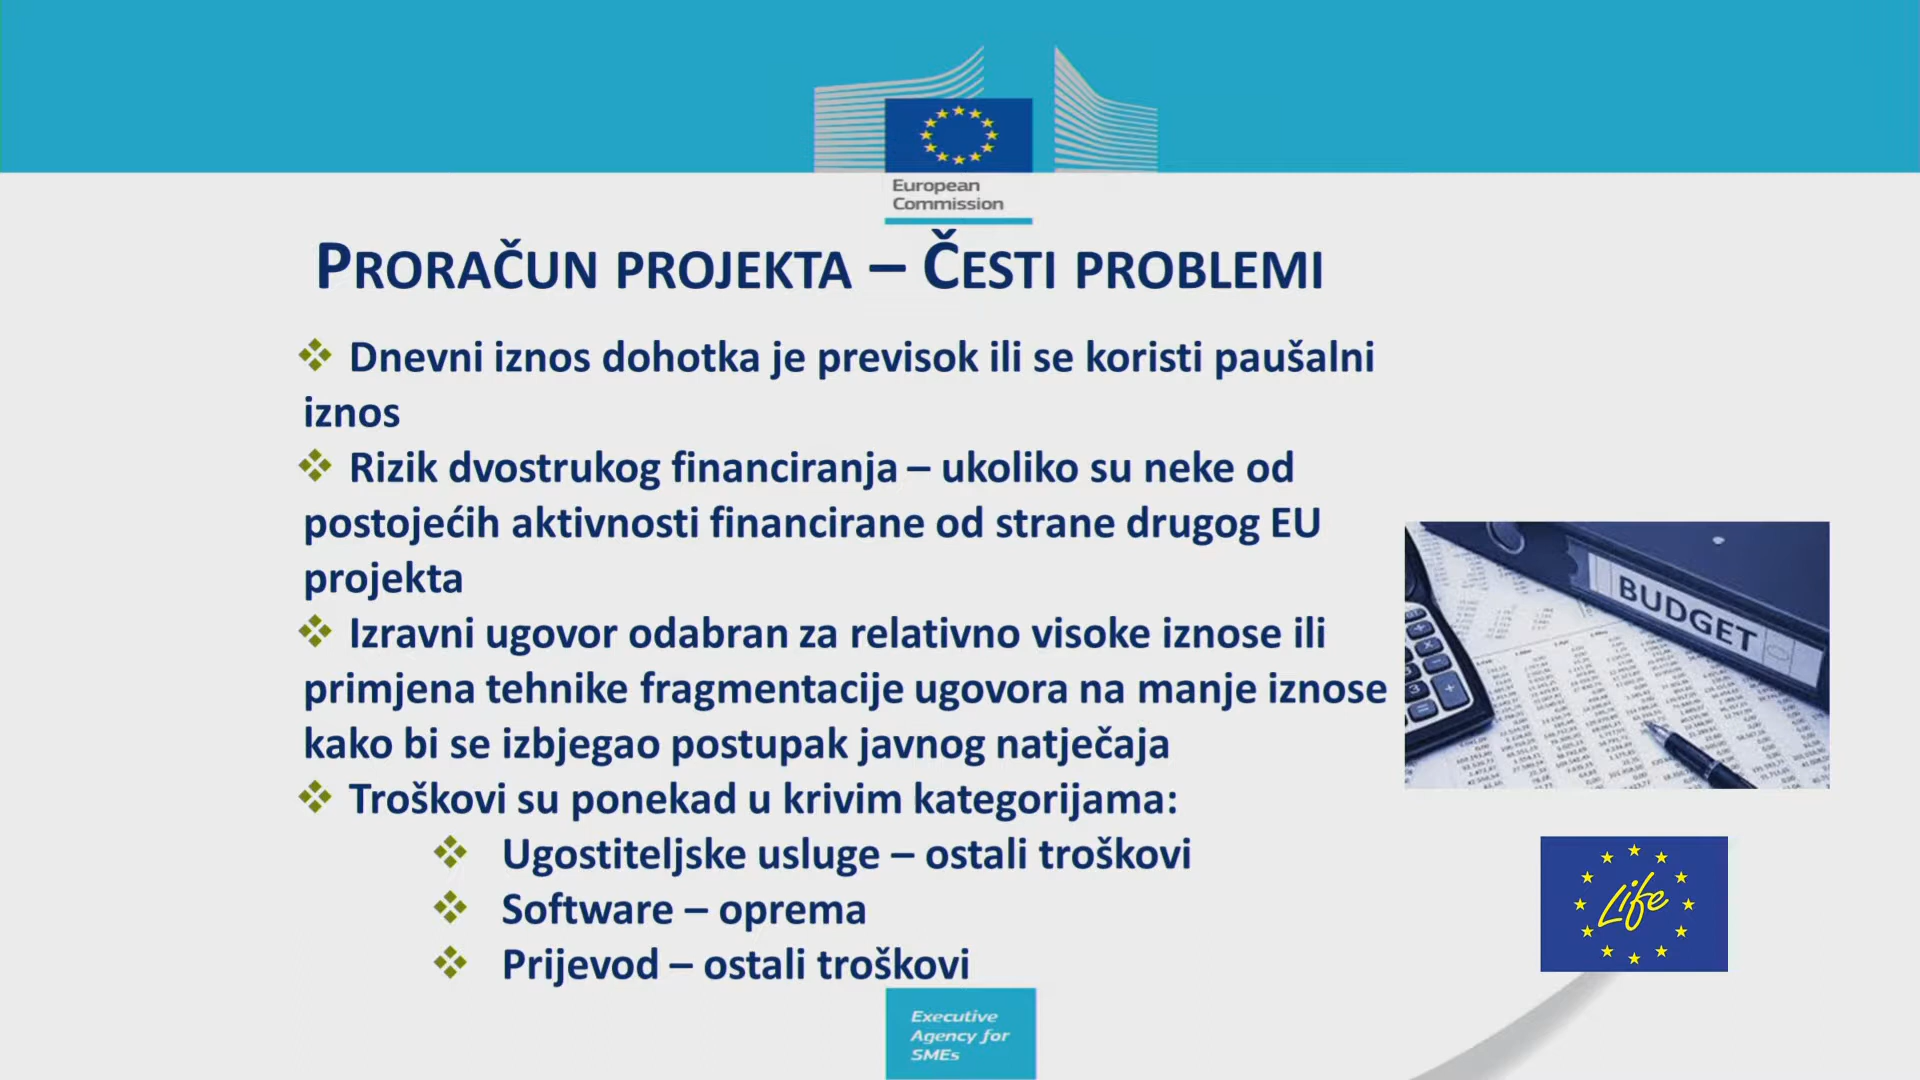 European
Commission
PRORAČUN PROJEKTA – ČESTI PROBLEMI
Dnevni iznos dohotka je previsok ili se koristi paušalni
iznos
Rizik dvostrukog financiranja – ukoliko su neke od
postojećih aktivnosti financirane od strane drugog EU
projekta
Izravni ugovor odabran za relativno visoke iznose ili
primjena tehnike fragmentacije ugovora na manje iznose
kako bi se izbjegao postupak javnog natječaja
Troškovi su ponekad u krivim kategorijama:
Ugostiteljske usluge – ostali troškovi
Software – oprema
Prijevod – ostali troškovi
BUDGET
Life
Executive
Agency for
SMEs